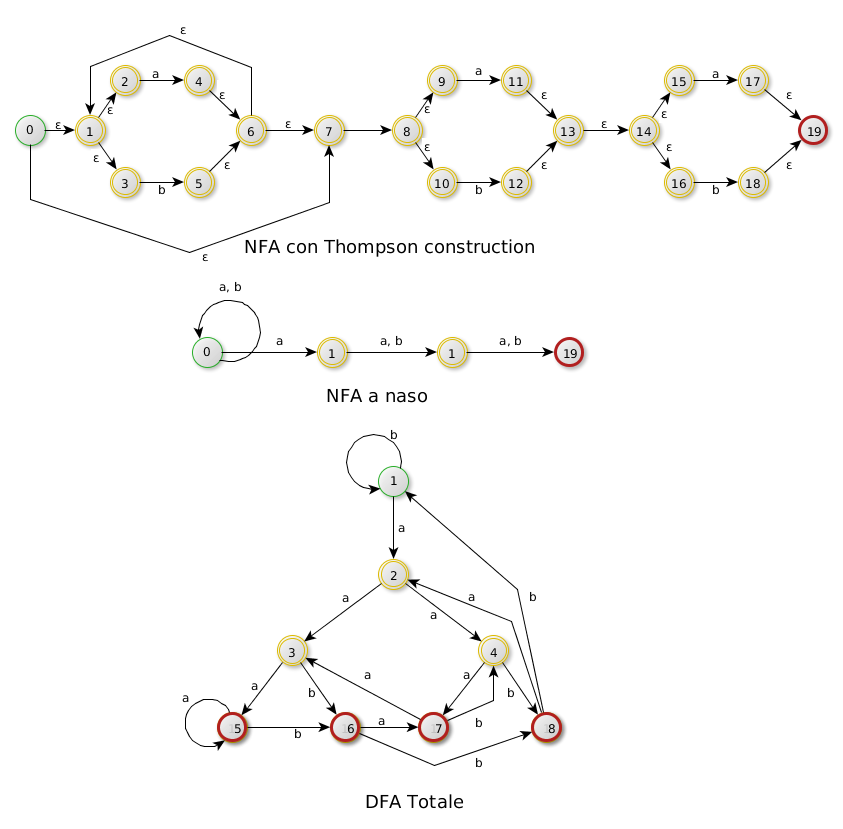 ε
2 a 4 9 a 11 15 a 17
ε ε ε ε ε ε
0 ε 1 6 ε 7 8 13 ε 14 19
ε ε ε ε ε ε
3 b 5 10 b 12 16 b 18
ε
NFA con Thompson construction
a, b
0 a 1 a, b 1 a, b 19
NFA a naso
b
1
a
2
a a a b
3 4
a b a a b
a 5 b 6 a 7 b 8
b
DFA Totale